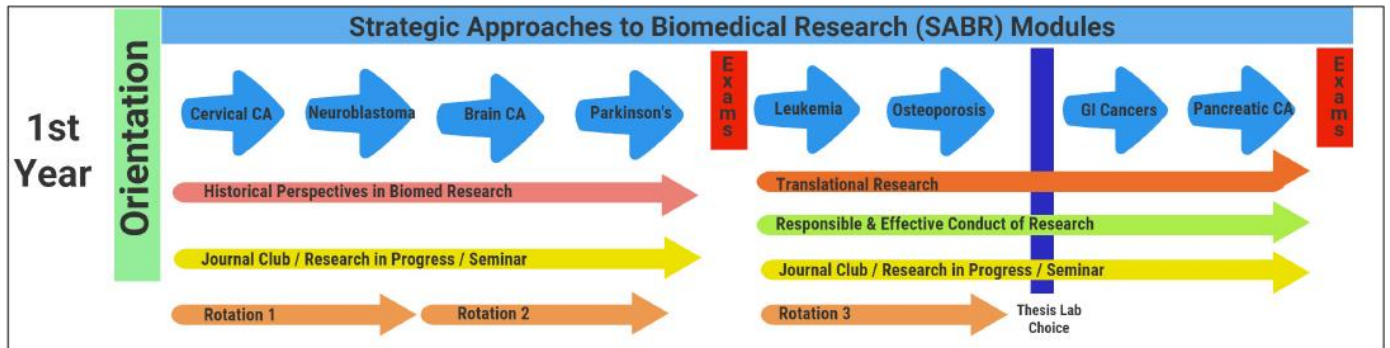 Strategic Approaches to Biomedical Research (SABR) Modules
1st
Year
Orientation
Cervical CA
Neuroblastoma
Brain CA
Parkinson's
Exams
Leukemia
Osteoporosis
GI Cancers
Pancreatic CA
Exams
Historical Perspectives in Biomed Research
Translational Research
Responsible & Effective Conduct of Research
Journal Club / Research in Progress / Seminar
Journal Club / Research in Progress / Seminar
Rotation 1
Rotation 2
Rotation 3
Thesis Lab
Choice